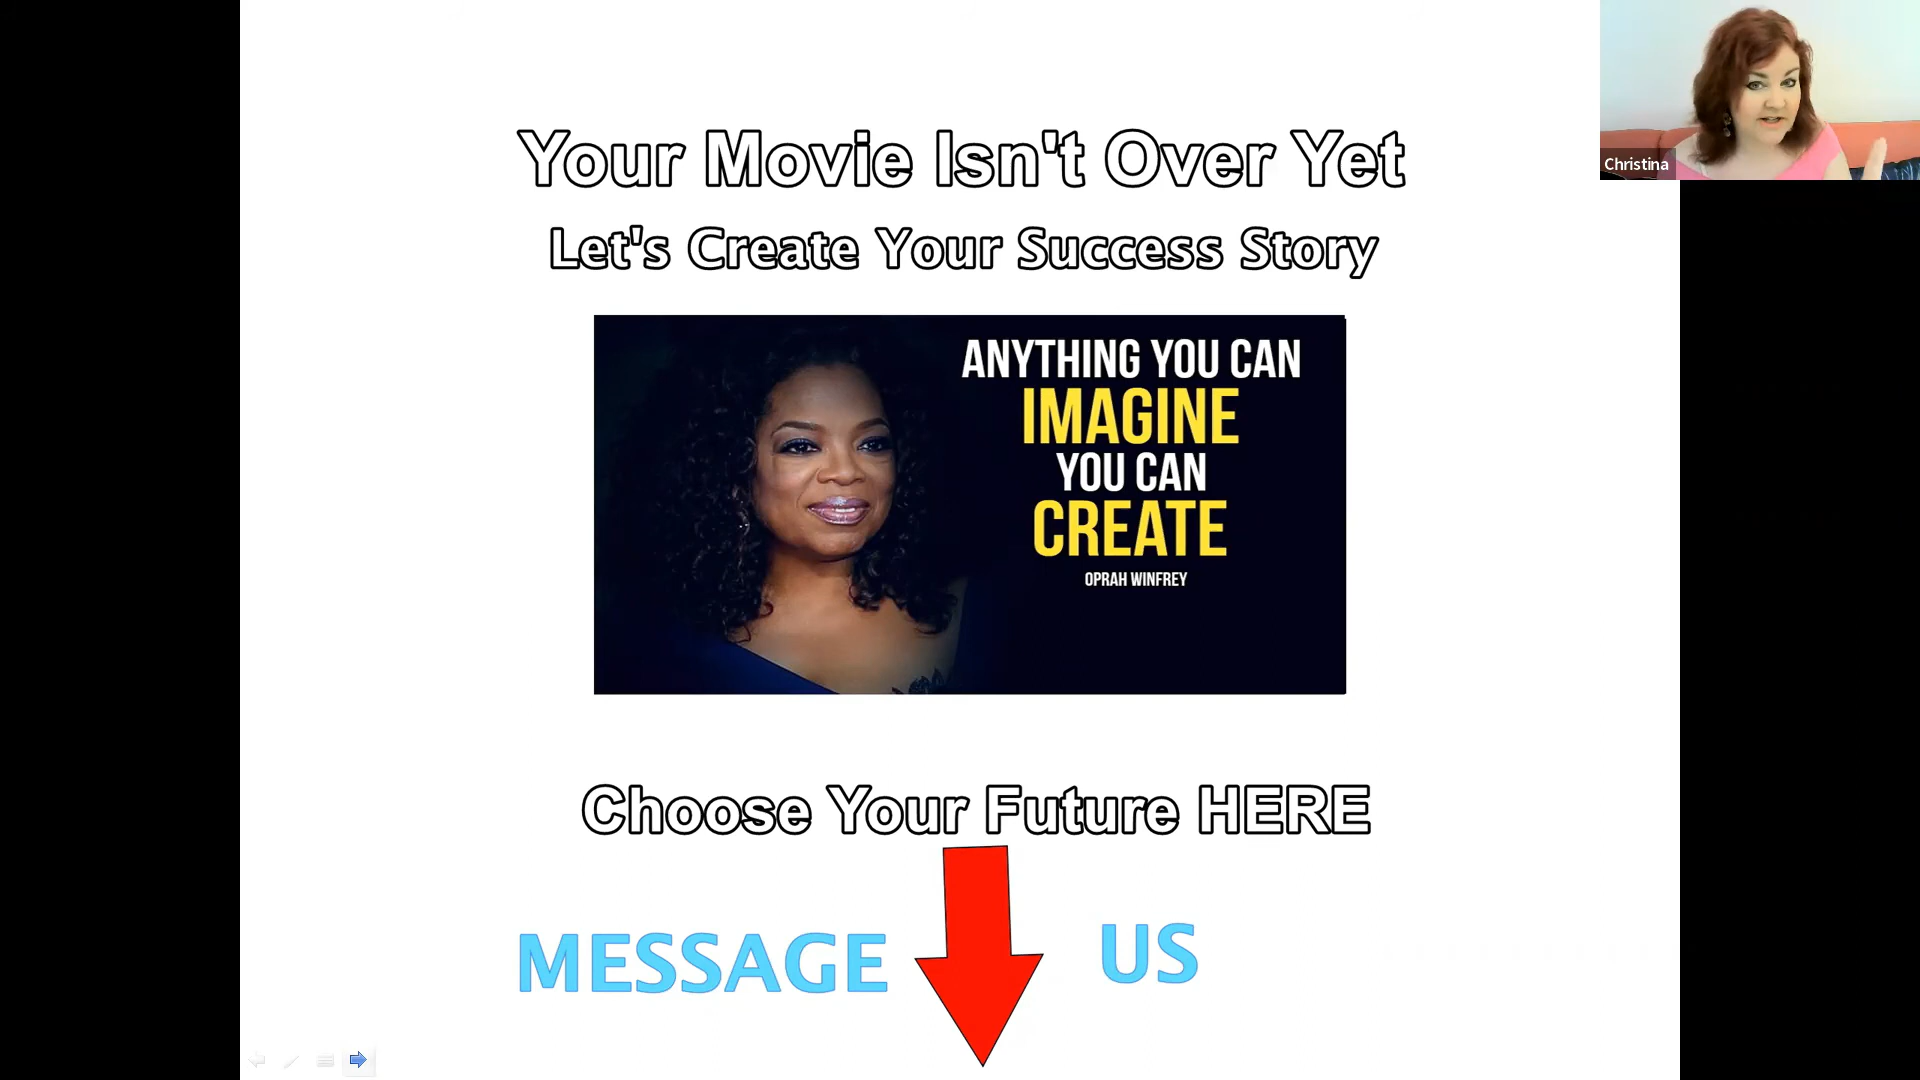 Your Movie Isn't Over Yet
Let's Create Your Success Story
ANYTHING YOU CAN
IMAGINE
YOU CAN
CREATE
OPRAH WINFREY
Choose Your Future HERE
MESSAGE US
Christina